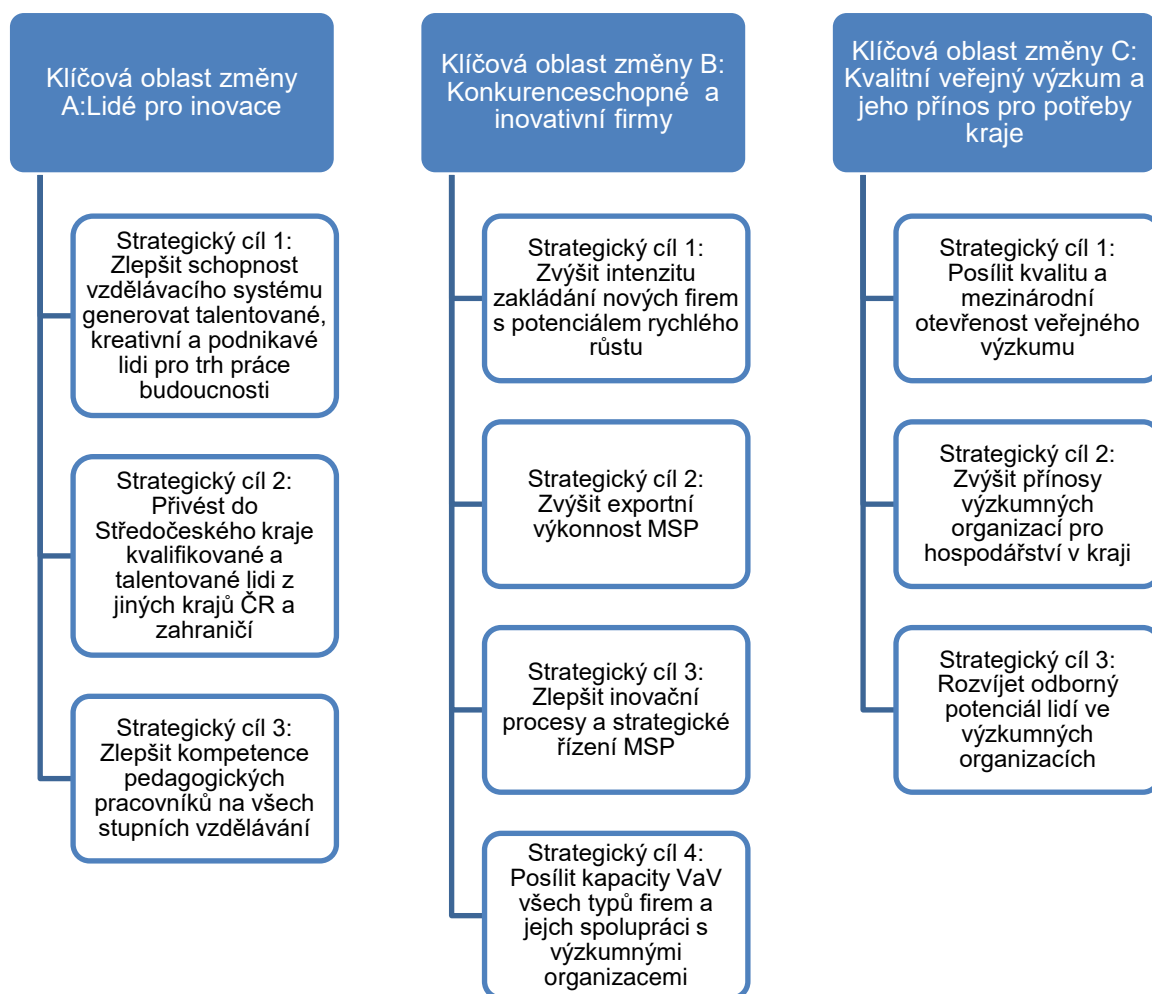 Klíčová oblast změny
A:Lidé pro inovace
Strategický cíl 1:
Zlepšit schopnost
vzdělávacího systému
generovat talentované,
kreativní a podnikavé
lidi pro trh práce
budoucnosti
Strategický cíl 2:
Přivést do
Středočeského kraje
kvalifikované a
talentované lidi z
jiných krajů ČR a
zahraničí
Strategický cíl 3:
Zlepšit kompetence
pedagogických
pracovníků na všech
stupních vzdělávání
Klíčová oblast změny B:
Konkurenceschopné a
inovativní firmy
Strategický cíl 1:
Zvýšit intenzitu
zakládání nových firem
s potenciálem rychlého
růstu
Strategický cíl 2:
Zvýšit exportní
výkonnost MSP
Strategický cíl 3:
Zlepšit inovační
procesy a strategické
řízení MSP
Strategický cíl 4:
Posílit kapacity VaV
všech typů firem a
jejch spolupráci s
výzkumnými
organizacemi
Klíčová oblast změny C:
Kvalitní veřejný výzkum a
jeho přínos pro potřeby
kraje
Strategický cíl 1:
Posílit kvalitu a
mezinárodní
otevřenost veřejného
výzkumu
Strategický cíl 2:
Zvýšit přínosy
výzkumných
organizací pro
hospodářství v kraji
Strategický cíl 3:
Rozvíjet odborný
potenciál lidí ve
výzkumných
organizacích